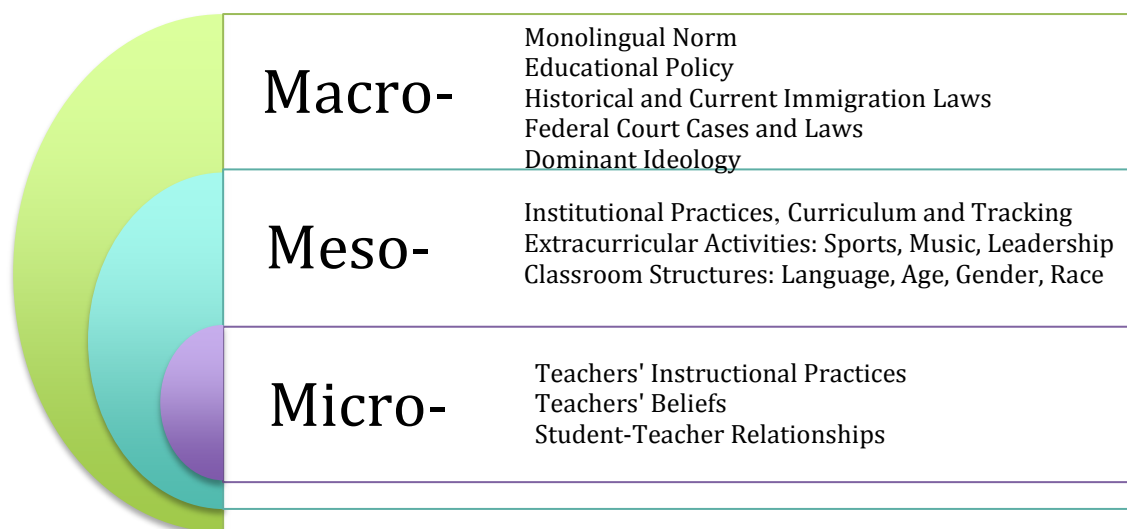 Macro-
Monolingual Norm
Educational Policy
Historical and Current Immigration Laws
Federal Court Cases and Laws
Dominant Ideology
Meso-
Institutional Practices, Curriculum and Tracking
Extracurricular Activities: Sports, Music, Leadership
Classroom Structures: Language, Age, Gender, Race
Micro-
Teachers' Instructional Practices
Teachers' Beliefs
Student-Teacher Relationships